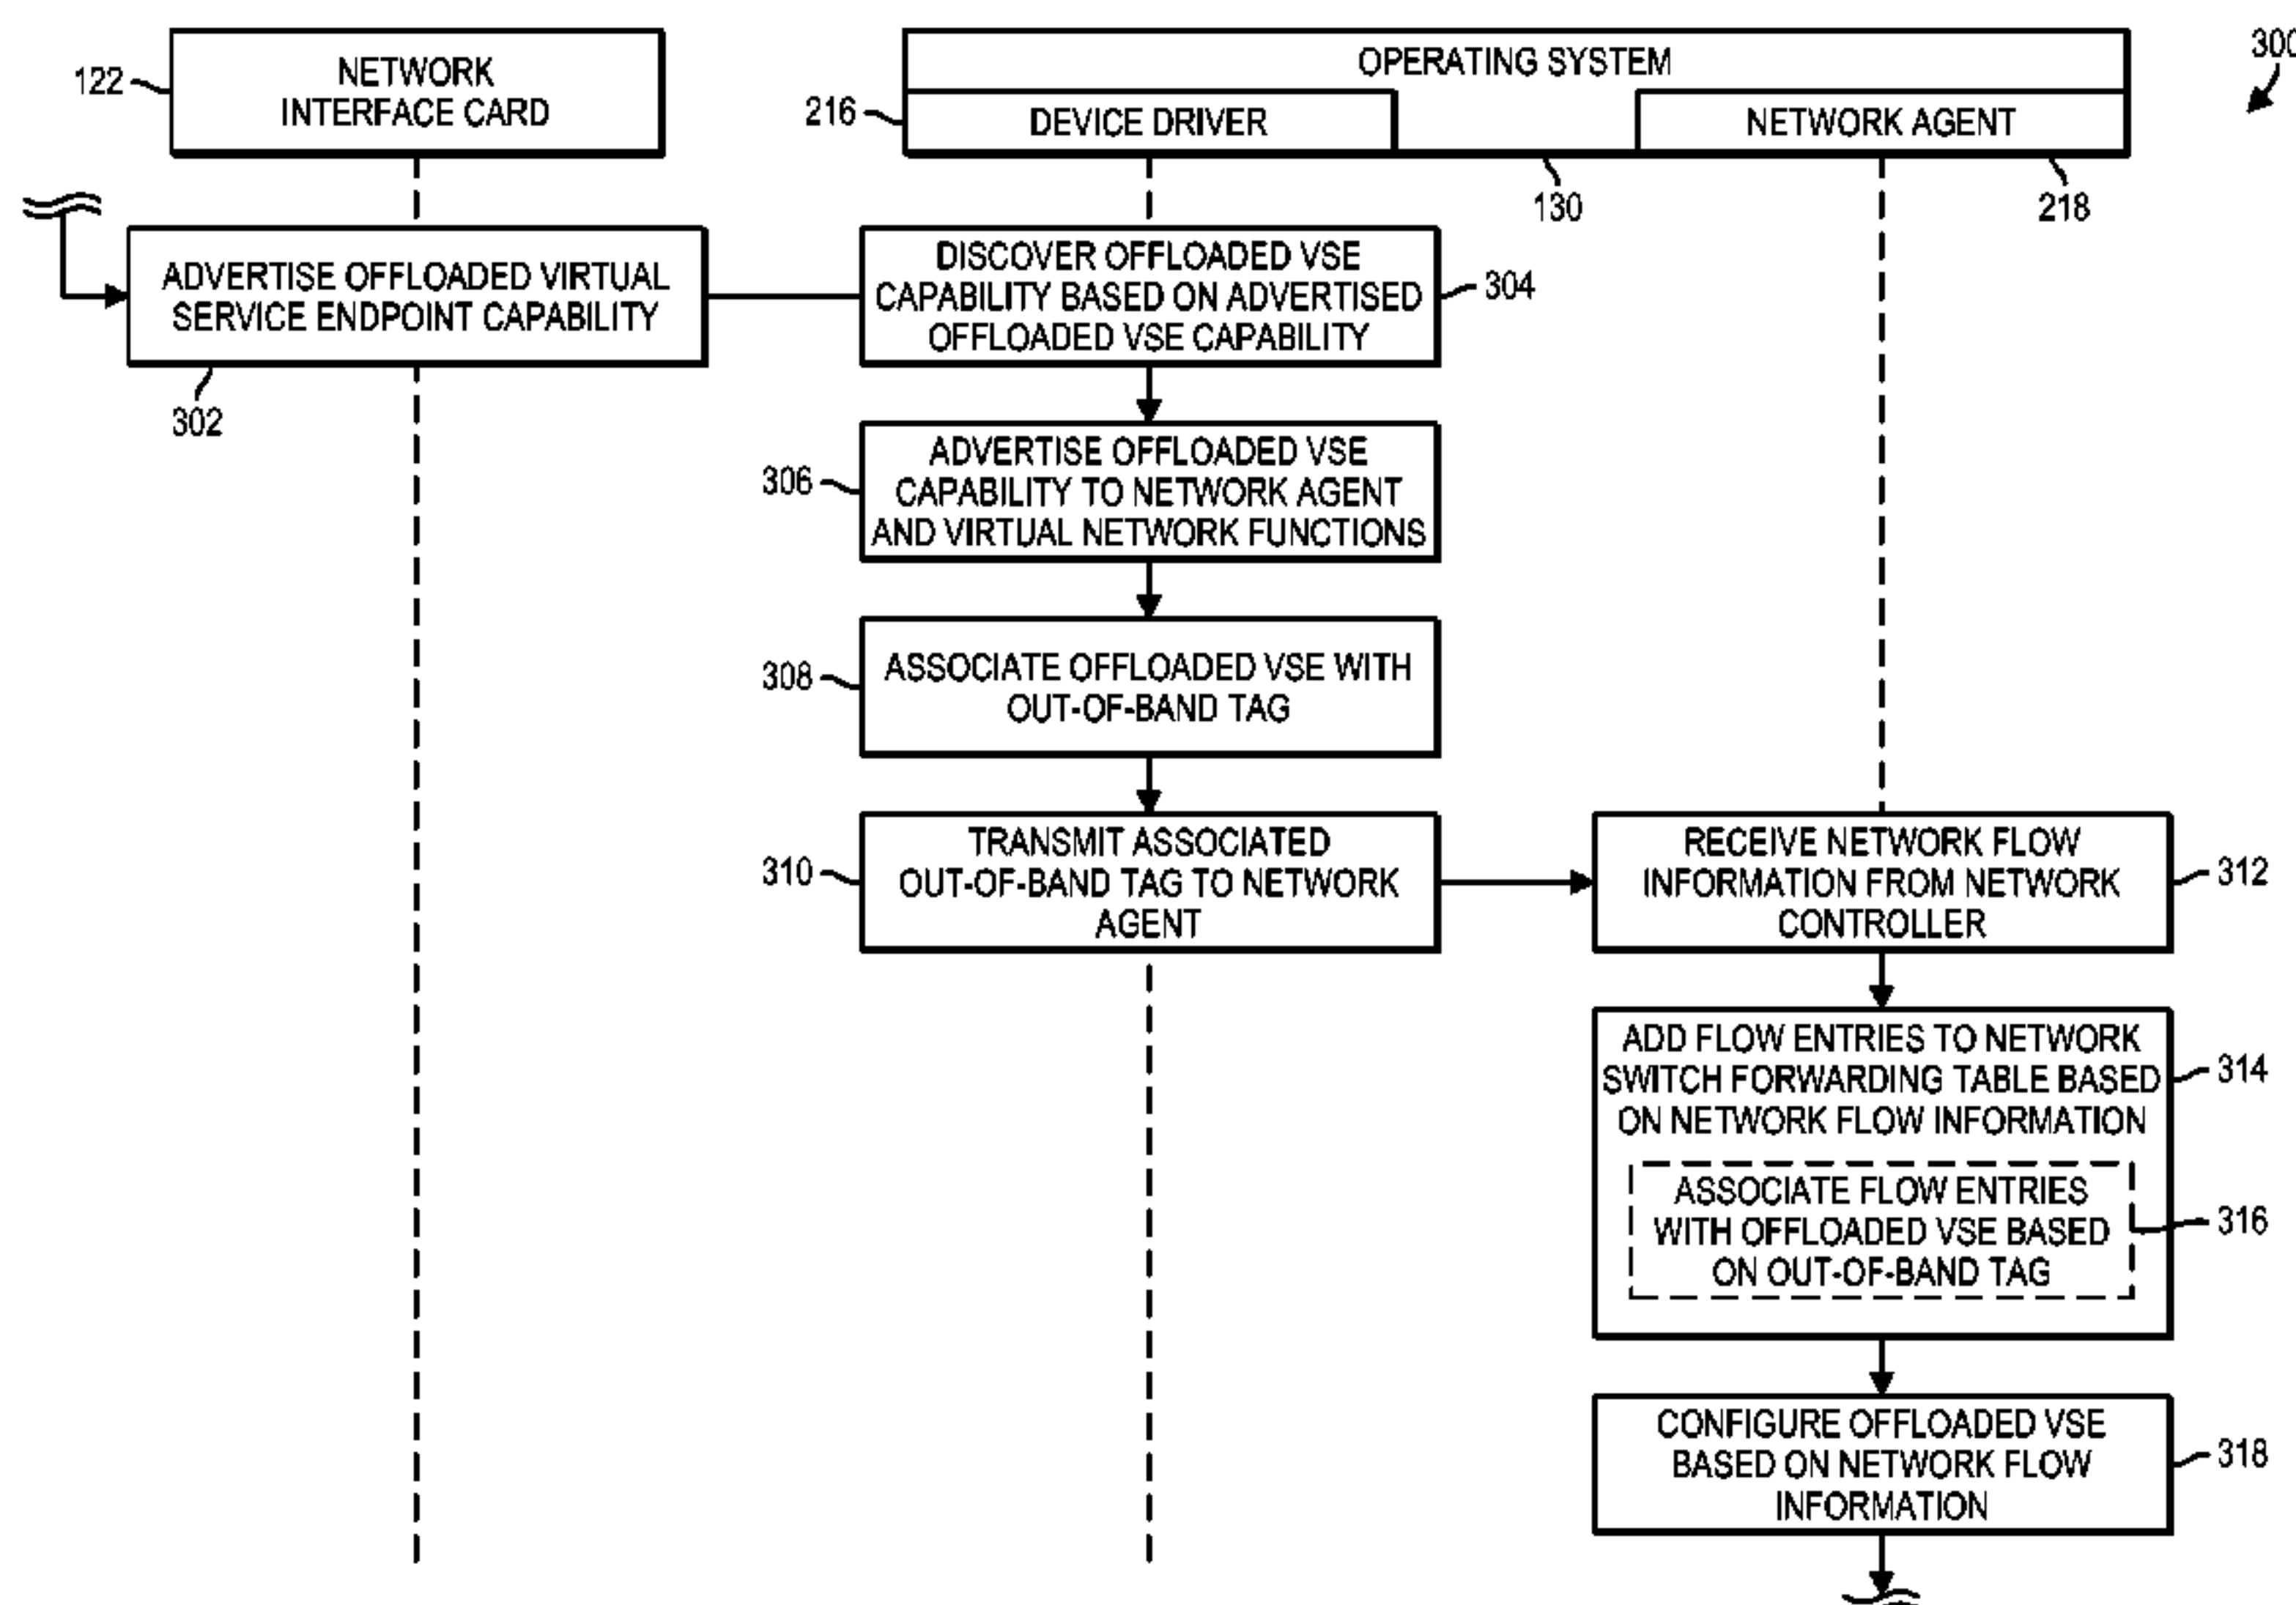 NETWORK
INTERFACE CARD
122
OPERATING SYSTEM
DEVICE DRIVER
NETWORK AGENT
216
130
218
300
ADVERTISE OFFLOADED VIRTUAL
SERVICE ENDPOINT CAPABILITY
302
DISCOVER OFFLOADED VSE
CAPABILITY BASED ON ADVERTISED
OFFLOADED VSE CAPABILITY
304
ADVERTISE OFFLOADED VSE
CAPABILITY TO NETWORK AGENT
AND VIRTUAL NETWORK FUNCTIONS
306
ASSOCIATE OFFLOADED VSE WITH
OUT-OF-BAND TAG
308
TRANSMIT ASSOCIATED
OUT-OF-BAND TAG TO NETWORK
AGENT
310
RECEIVE NETWORK FLOW
INFORMATION FROM NETWORK
CONTROLLER
312
ADD FLOW ENTRIES TO NETWORK
SWITCH FORWARDING TABLE BASED
ON NETWORK FLOW INFORMATION
314
ASSOCIATE FLOW ENTRIES
WITH OFFLOADED VSE BASED
ON OUT-OF-BAND TAG
316
CONFIGURE OFFLOADED VSE
BASED ON NETWORK FLOW
INFORMATION
318